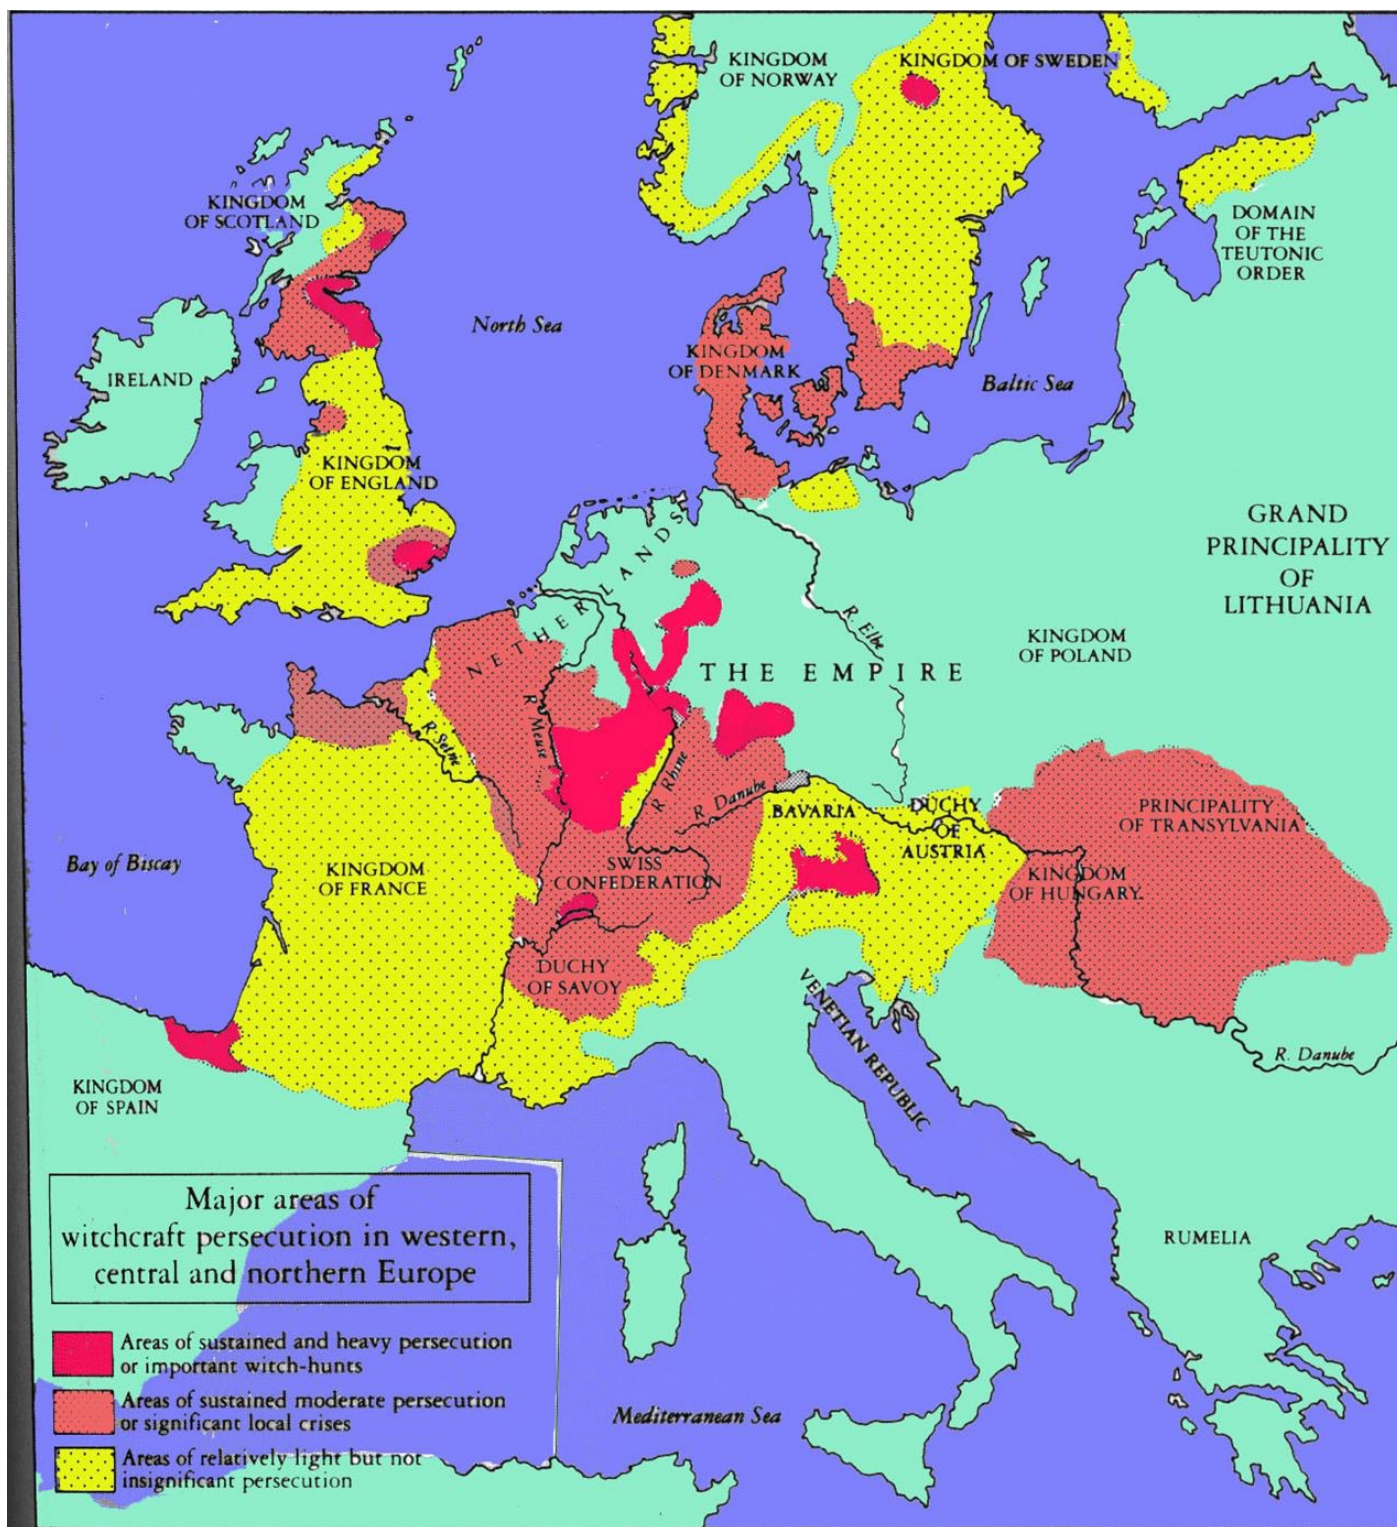 KINGDOM
OF NORWAY
KINGDOM OF SWEDEN
KINGDOM
OF SCOTLAND
DOMAIN
OF THE
TEUTONIC
ORDER
North Sea
IRELAND
KINGDOM
OF DENMARK
Baltic Sea
KINGDOM
OF ENGLAND
NETHERLANDS
GRAND
PRINCIPALITY
OF
LITHUANIA
R. Elbe
KINGDOM
OF POLAND
THE EMPIRE
R. Meuse
R. Seine
R. Rhine
R. Danube
BAVARIA
DUCHY
OF
AUSTRIA
PRINCIPALITY
OF TRANSYLVANIA
Bay of Biscay
KINGDOM
OF FRANCE
SWISS
CONFEDERATION
KINGDOM
OF HUNGARY
DUCHY
OF SAVOY
VENETIAN REPUBLIC
R. Danube
KINGDOM
OF SPAIN
RUMELIA
Mediterranean Sea
Major areas of
witchcraft persecution in western,
central and northern Europe
Areas of sustained and heavy persecution
or important witch-hunts
Areas of sustained moderate persecution
or significant local crises
Areas of relatively light but not
insignificant persecution